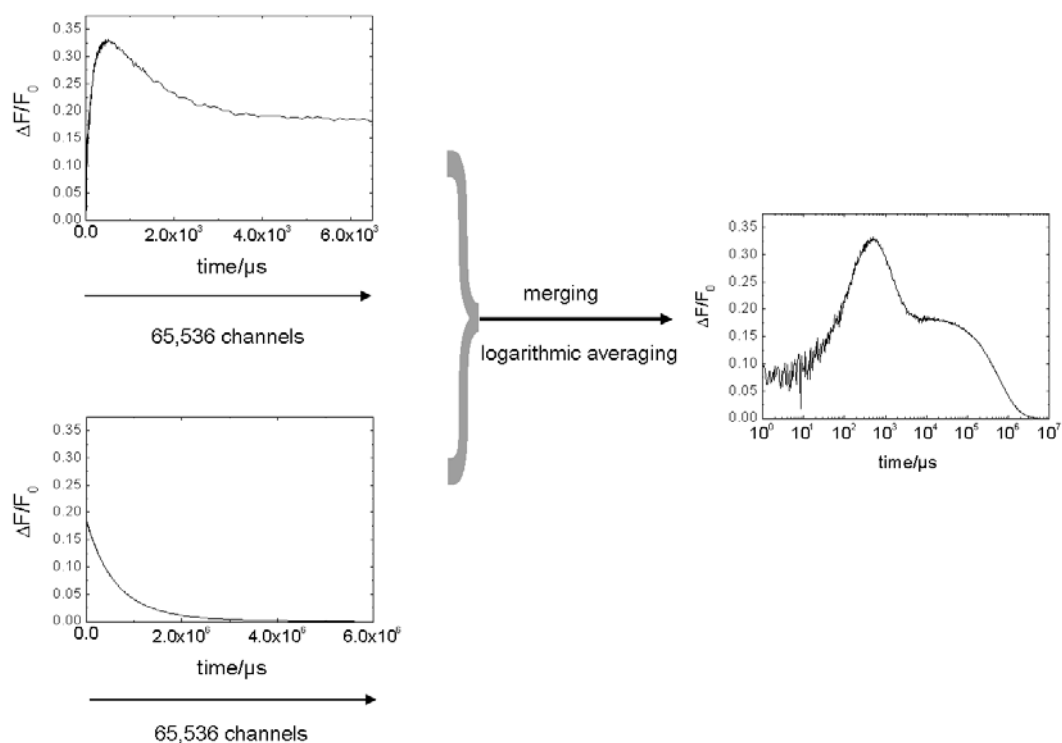 0.35
0.30
0.25
0.20
0.15
0.10
0.05
0.00
ΔF/F₀
0.0 2.0x10³ 4.0x10³ 6.0x10³
time/µs
65,536 channels
0.35
0.30
0.25
0.20
0.15
0.10
0.05
0.00
ΔF/F₀
0.0 2.0x10⁶ 4.0x10⁶ 6.0x10⁶
time/µs
65,536 channels
merging
logarithmic averaging
0.35
0.30
0.25
0.20
0.15
0.10
0.05
0.00
ΔF/F₀
10⁰ 10¹ 10² 10³ 10⁴ 10⁵ 10⁶ 10⁷
time/µs